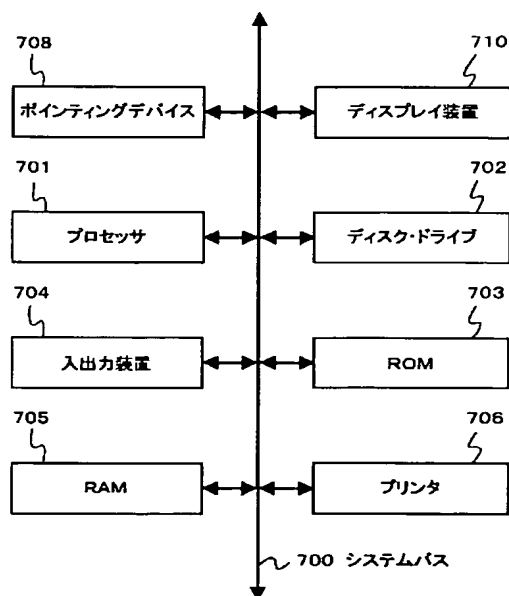 708
ポインティングデバイス
710
ディスプレイ装置
701
プロセッサ
702
ディスク・ドライブ
704
入出力装置
703
ROM
705
RAM
706
プリンタ
700 システムバス